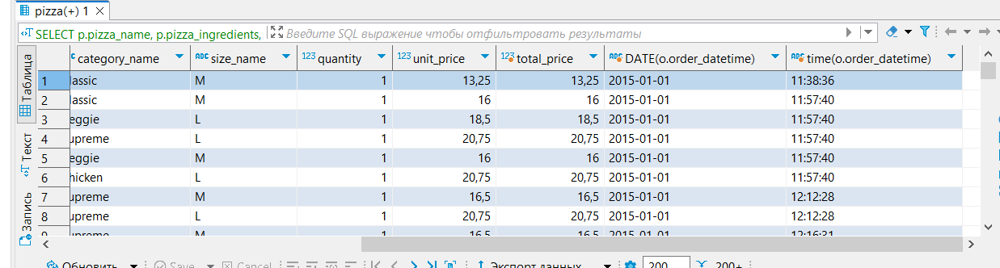 pizza(+) 1
SELECT p.pizza_name, p.pizza_ingredients, Введите SQL выражение чтобы отфильтровать результаты
category_name size_name 123 quantity 123 unit_price 123 total_price DATE(o.order_datetime) time(o.order_datetime)
1 lassic M 1 13,25 13,25 2015-01-01 11:38:36
2 lassic M 1 16 16 2015-01-01 11:57:40
3 eggie L 1 18,5 18,5 2015-01-01 11:57:40
4 upreme L 1 20,75 20,75 2015-01-01 11:57:40
5 eggie M 1 16 16 2015-01-01 11:57:40
6 hicken L 1 20,75 20,75 2015-01-01 11:57:40
7 upreme M 1 16,5 16,5 2015-01-01 12:12:28
8 upreme L 1 20,75 20,75 2015-01-01 12:12:28
9 upreme M 1 16,5 16,5 2015-01-01 12:16:31
Таблица
Текст
Запись
Обновить Save Cancel Экспорт данных 200 200+